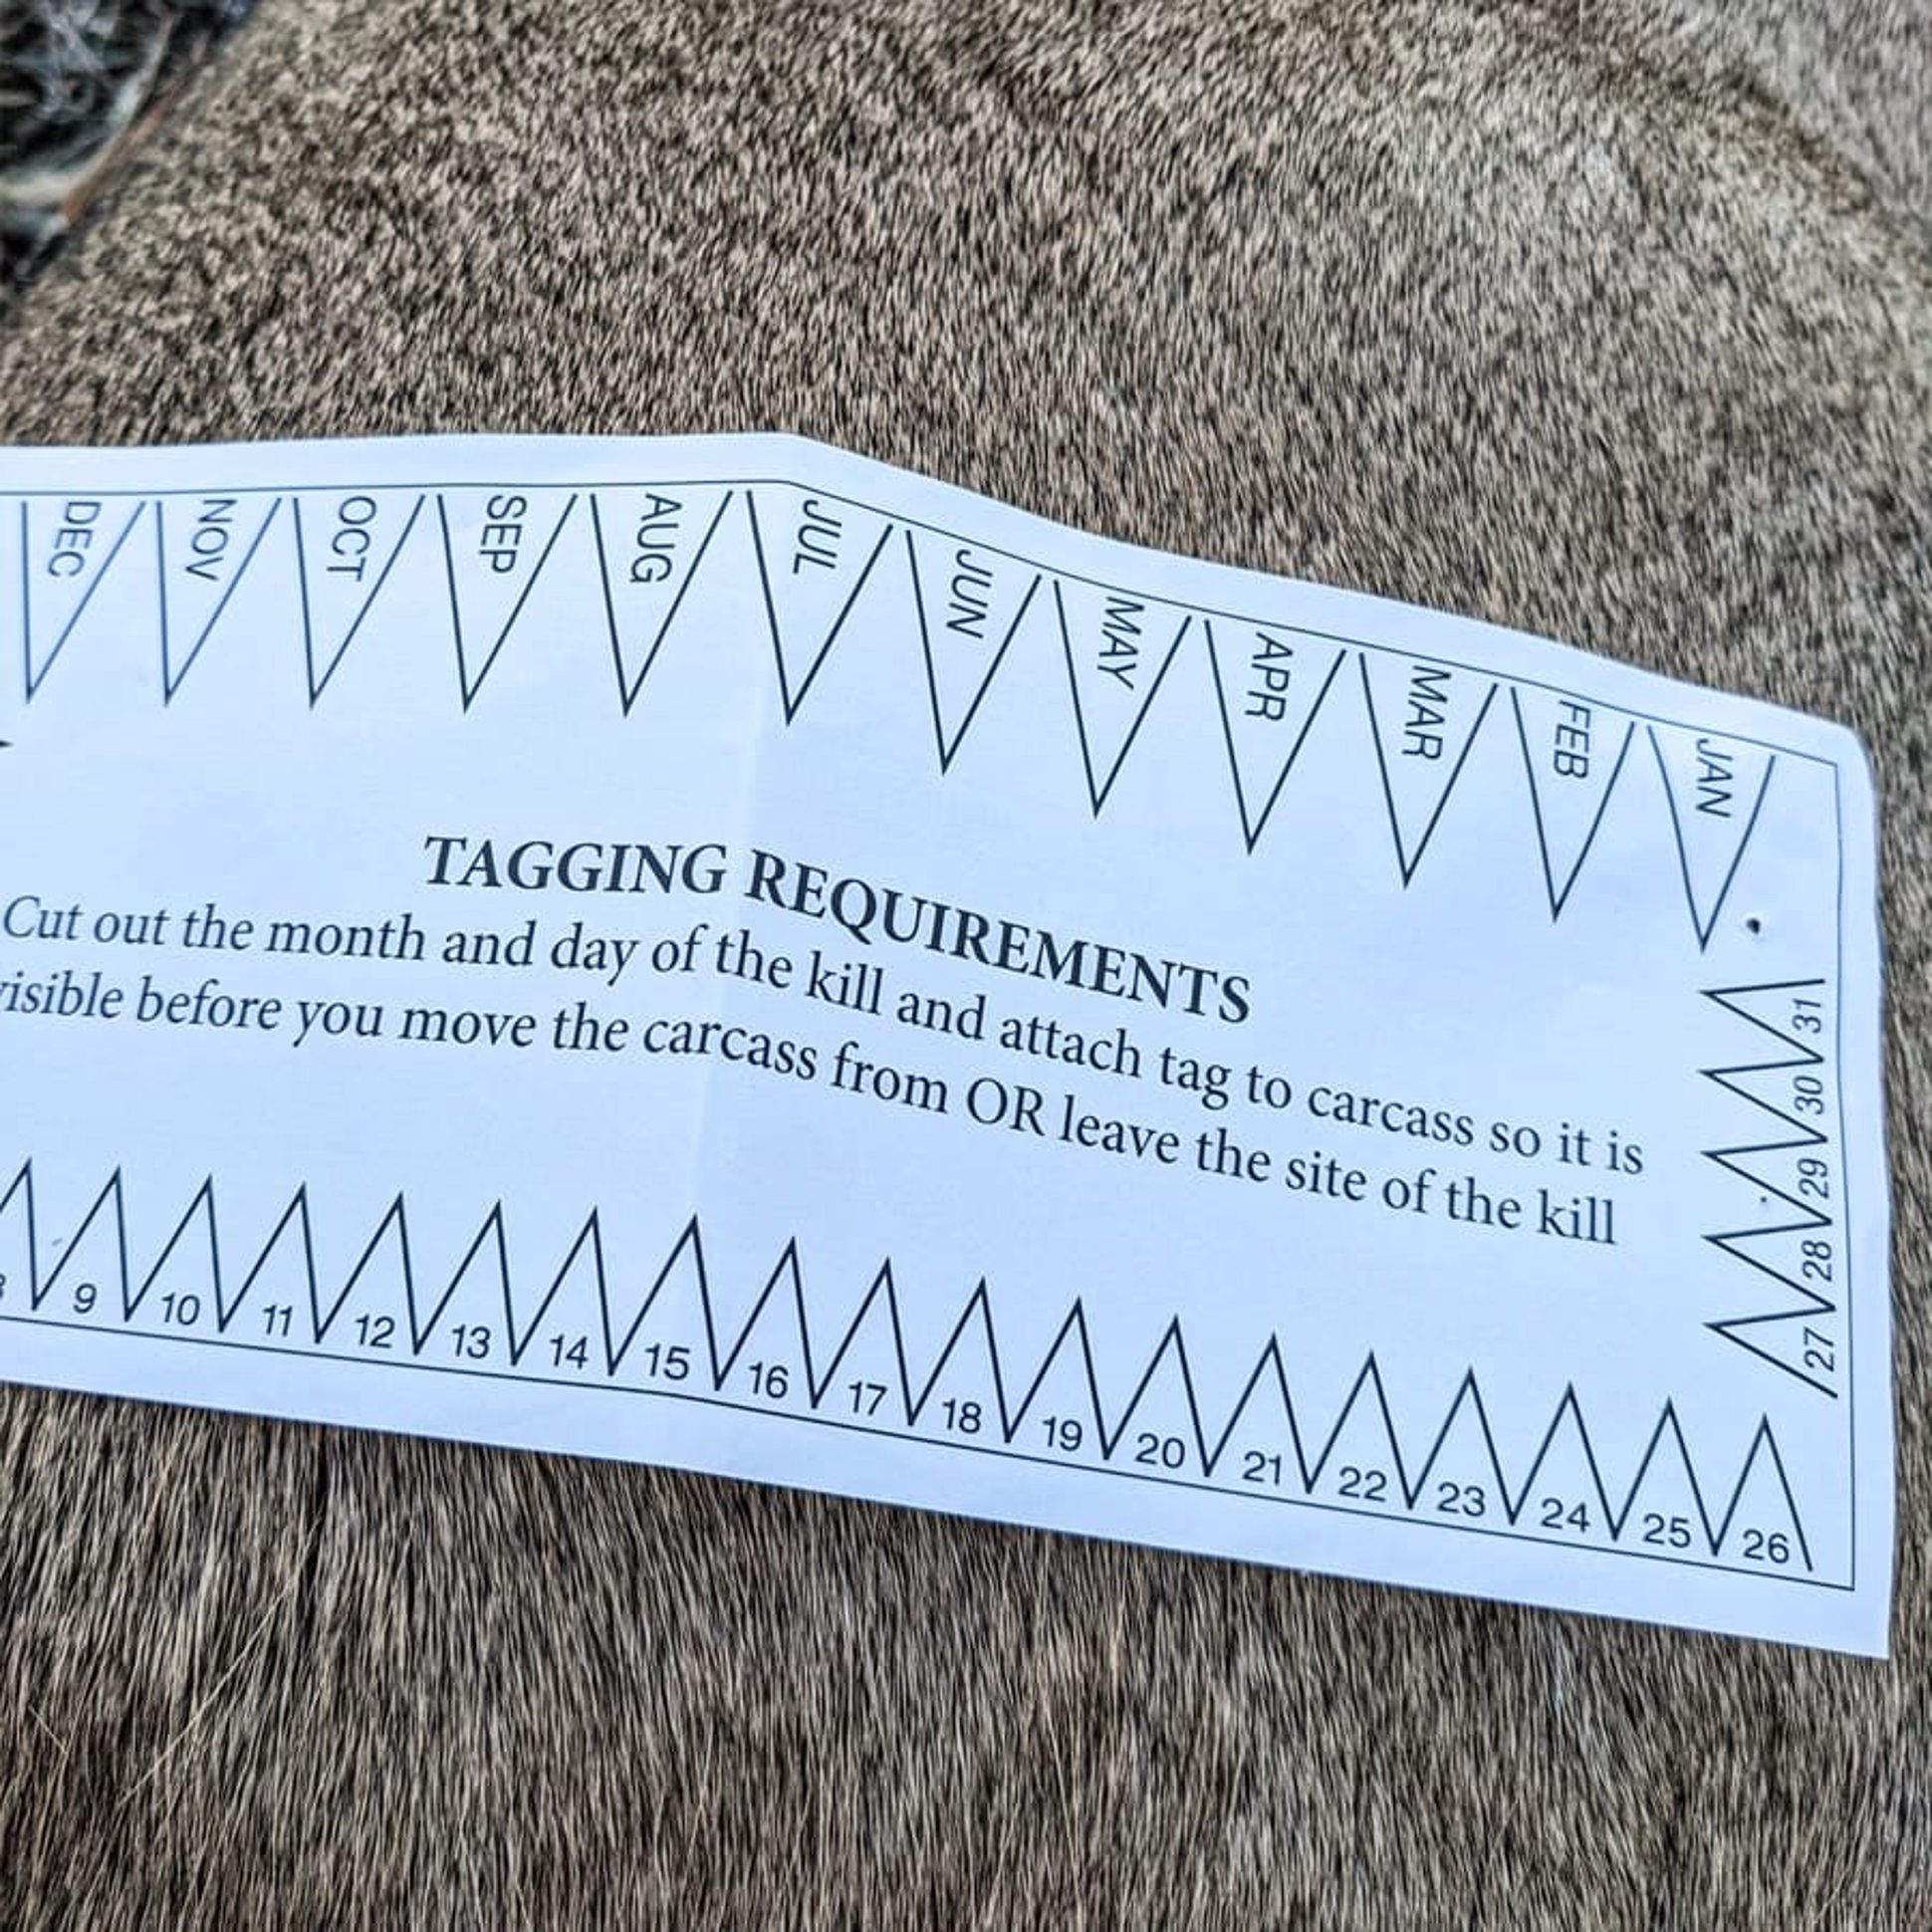 DEC NOV OCT SEP AUG JUL JUN MAY APR MAR FEB JAN
TAGGING REQUIREMENTS
Cut out the month and day of the kill and attach tag to carcass so it is
visible before you move the carcass from OR leave the site of the kill
31
30
29
28
27
9 10 11 12 13 14 15 16 17 18 19 20 21 22 23 24 25 26